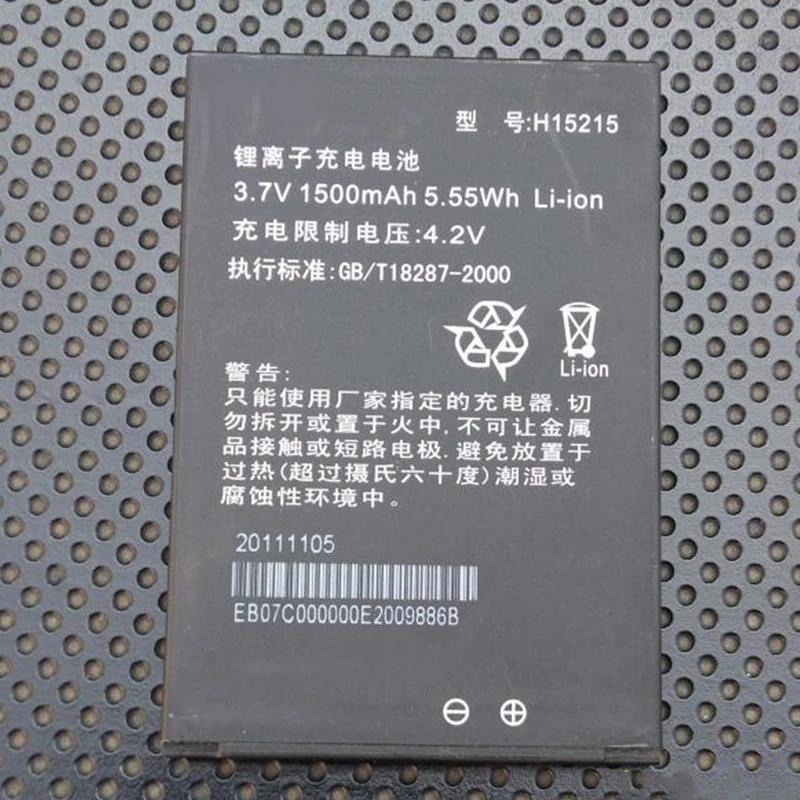 型 号:H15215
锂离子充电电池
3.7V 1500mAh 5.55Wh Li-ion
充电限制电压:4.2V
执行标准:GB/T18287-2000
Li-ion
警告:
只能使用厂家指定的充电器.切
勿拆开或置于火中,不可让金属
品接触或短路电极.避免放置于
过热(超过摄氏六十度)潮湿或
腐蚀性环境中。
20111105
EB07C000000E2009886B
⊖ ⊕